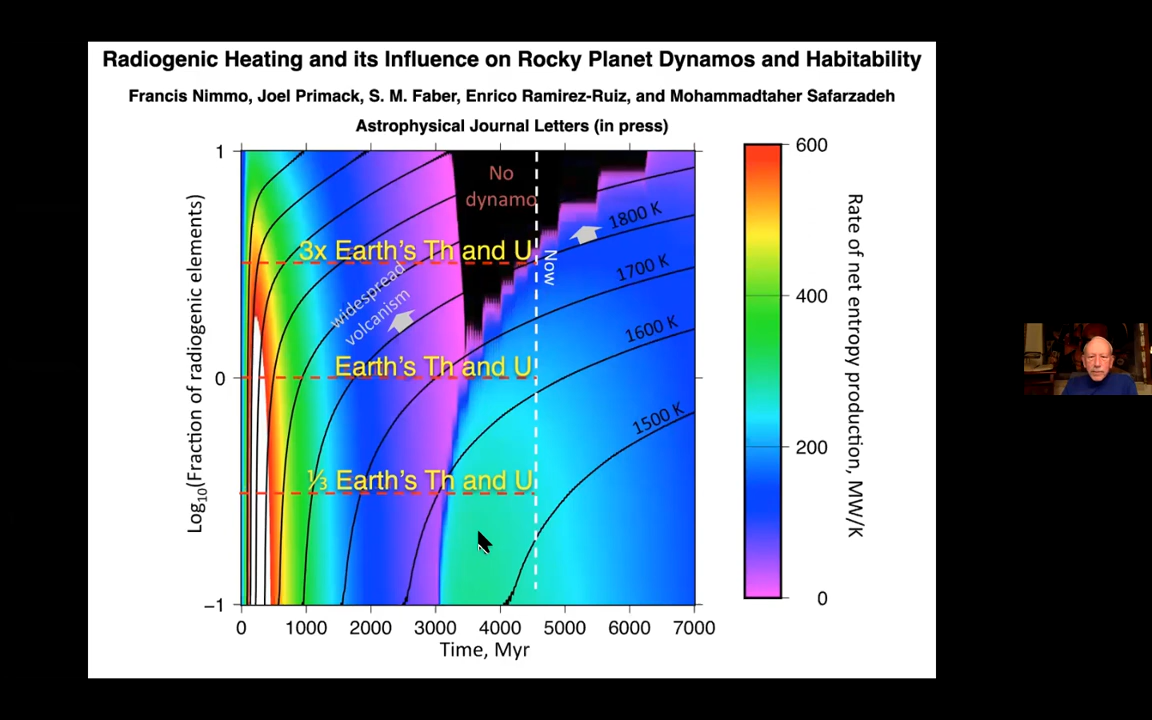 Radiogenic Heating and its Influence on Rocky Planet Dynamos and Habitability
Francis Nimmo, Joel Primack, S. M. Faber, Enrico Ramirez-Ruiz, and Mohammadtaher Safarzadeh
Astrophysical Journal Letters (in press)
1
0
−1
Log10(Fraction of radiogenic elements)
No
dynamo
3x Earth's Th and U
widespread
volcanism
Earth's Th and U
⅓ Earth's Th and U
Now
1800 K
1700 K
1600 K
1500 K
0
1000
2000
3000
4000
5000
6000
7000
Time, Myr
600
400
200
0
Rate of net entropy production, MW/K